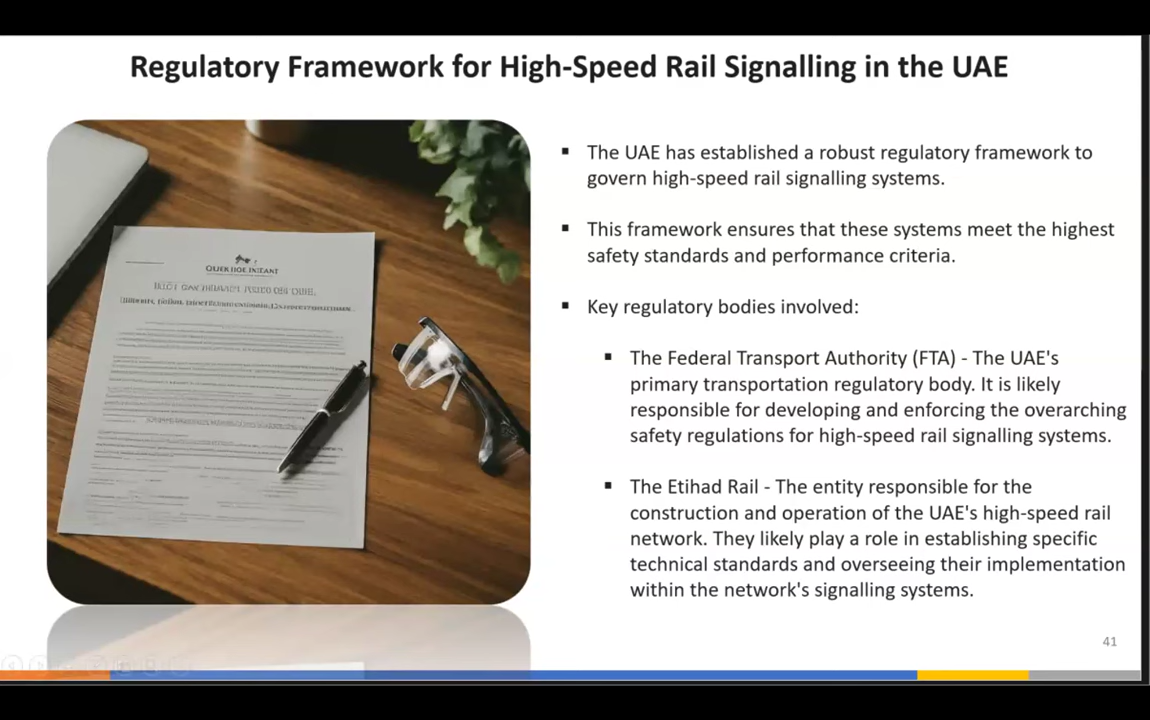 Regulatory Framework for High-Speed Rail Signalling in the UAE
▪ The UAE has established a robust regulatory framework to
govern high-speed rail signalling systems.
▪ This framework ensures that these systems meet the highest
safety standards and performance criteria.
▪ Key regulatory bodies involved:
▪ The Federal Transport Authority (FTA) - The UAE's
primary transportation regulatory body. It is likely
responsible for developing and enforcing the overarching
safety regulations for high-speed rail signalling systems.
▪ The Etihad Rail - The entity responsible for the
construction and operation of the UAE's high-speed rail
network. They likely play a role in establishing specific
technical standards and overseeing their implementation
within the network's signalling systems.
41